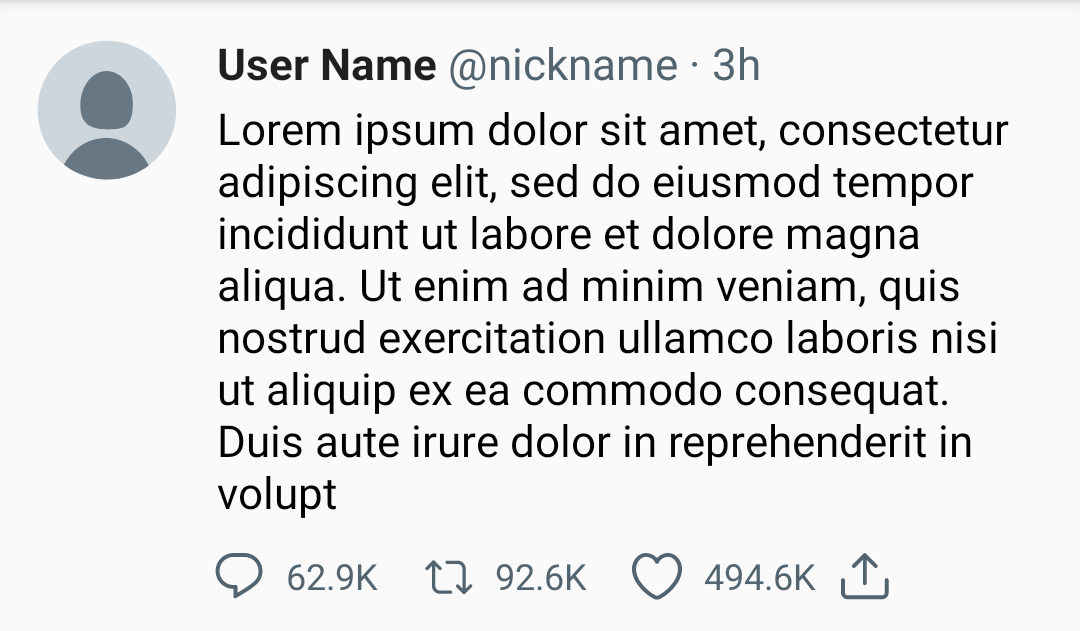 User Name @nickname · 3h
Lorem ipsum dolor sit amet, consectetur
adipiscing elit, sed do eiusmod tempor
incididunt ut labore et dolore magna
aliqua. Ut enim ad minim veniam, quis
nostrud exercitation ullamco laboris nisi
ut aliquip ex ea commodo consequat.
Duis aute irure dolor in reprehenderit in
volupt
62.9K 92.6K 494.6K